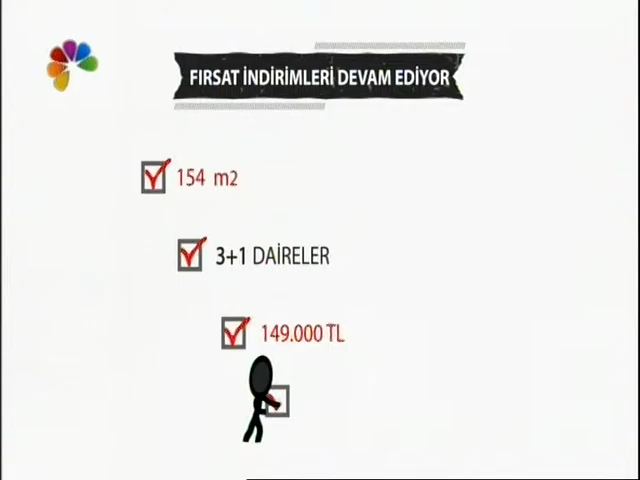 FIRSAT İNDİRİMLERİ DEVAM EDİYOR
154 m2
3+1 DAİRELER
149.000 TL